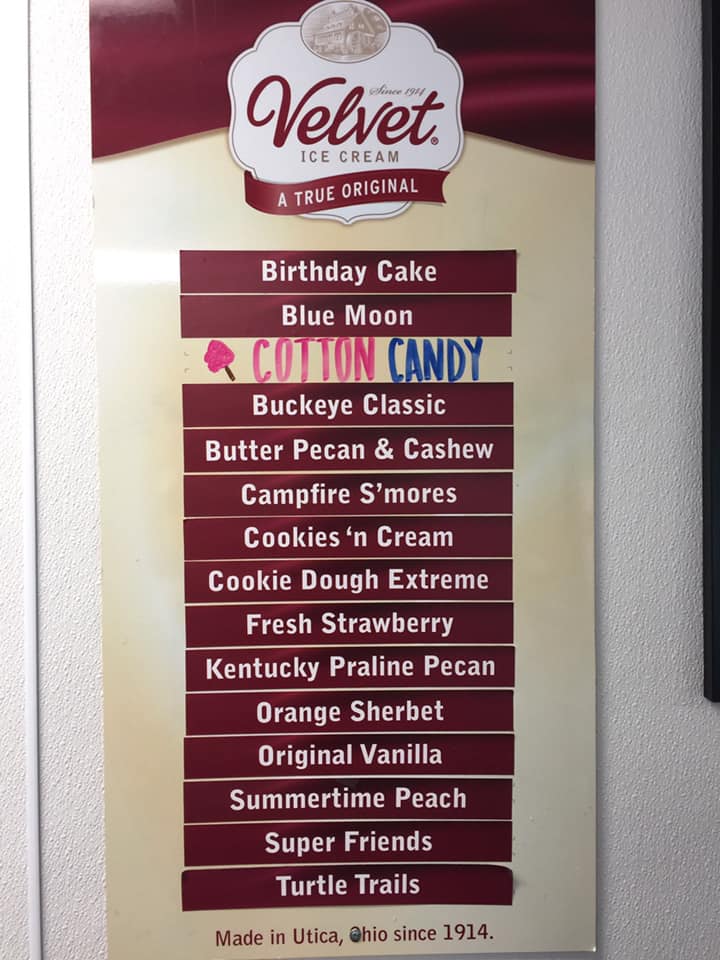 Since 1914
Velvet®
ICE CREAM
A TRUE ORIGINAL
Birthday Cake
Blue Moon
COTTON CANDY
Buckeye Classic
Butter Pecan & Cashew
Campfire S'mores
Cookies 'n Cream
Cookie Dough Extreme
Fresh Strawberry
Kentucky Praline Pecan
Orange Sherbet
Original Vanilla
Summertime Peach
Super Friends
Turtle Trails
Made in Utica, Ohio since 1914.